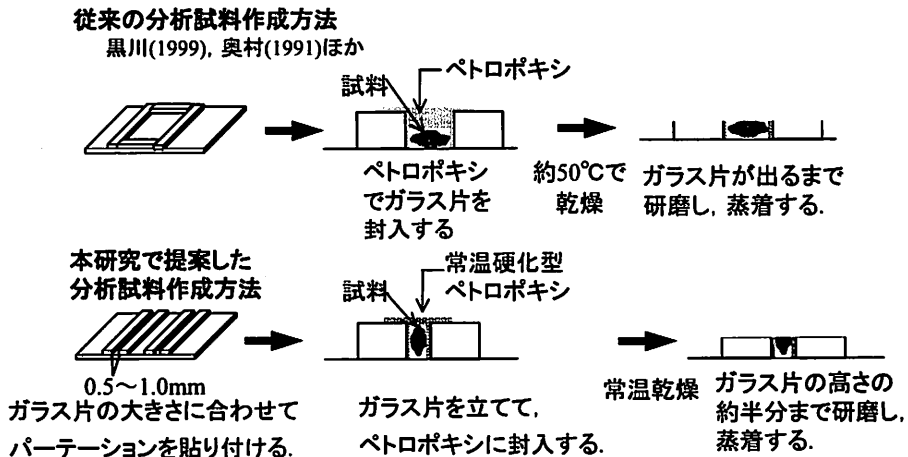 従来の分析試料作成方法
黒川(1999), 奥村(1991)ほか
ペトロポキシ
試料
ペトロポキシ
でガラス片を
封入する
約50℃で
乾燥
ガラス片が出るまで
研磨し, 蒸着する.
本研究で提案した
分析試料作成方法
常温硬化型
ペトロポキシ
試料
0.5～1.0mm
ガラス片の大きさに合わせて
パーテーションを貼り付ける.
ガラス片を立てて,
ペトロポキシに封入する.
常温乾燥
ガラス片の高さの
約半分まで研磨し,
蒸着する.